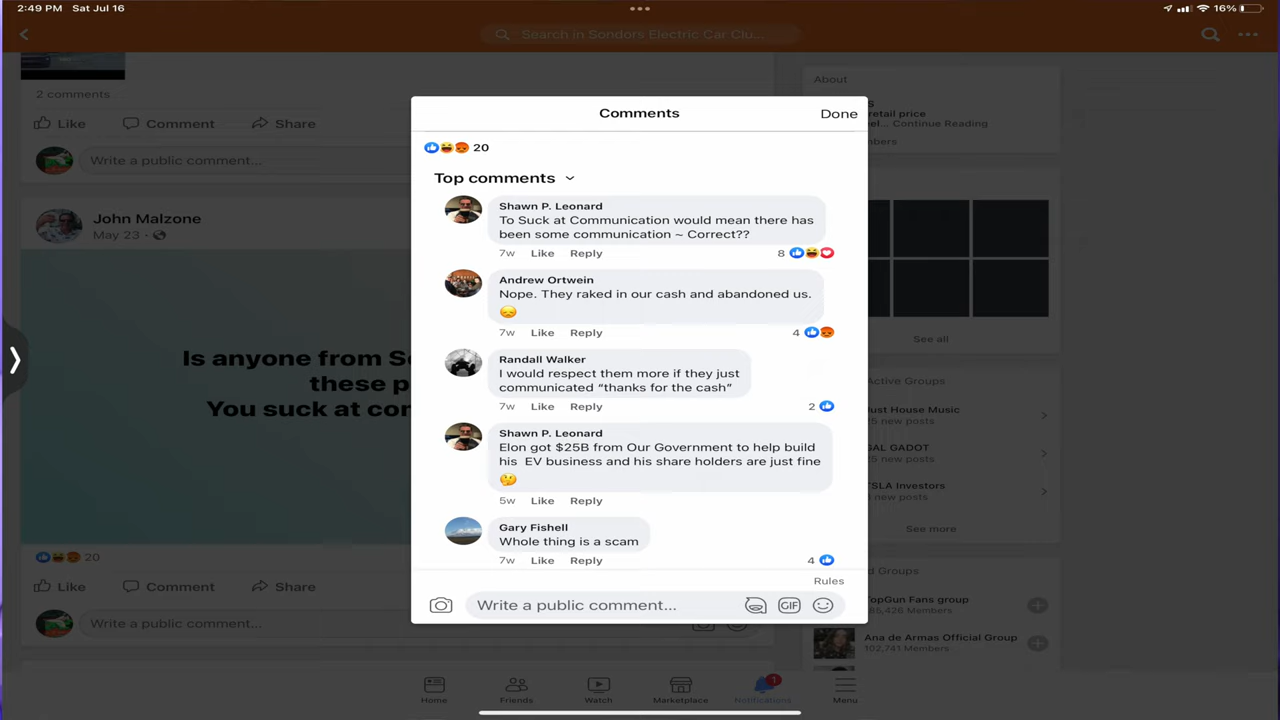 2:49 PM Sat Jul 16
16%
Search in Sondors Electric Car Clu...
2 comments
Like
Comment
Share
Write a public comment...
John Malzone
May 23
Is anyone from S
these p
You suck at cor
20
Like
Comment
Share
Write a public comment...
Comments
Done
20
Top comments
Shawn P. Leonard
To Suck at Communication would mean there has
been some communication ~ Correct??
7w Like Reply
8
Andrew Ortwein
Nope. They raked in our cash and abandoned us.
😞
7w Like Reply
4
Randall Walker
I would respect them more if they just
communicated “thanks for the cash”
7w Like Reply
2
Shawn P. Leonard
Elon got $25B from Our Government to help build
his EV business and his share holders are just fine
🤔
5w Like Reply
Gary Fishell
Whole thing is a scam
7w Like Reply
4
Rules
Write a public comment...
GIF
About
S
retail price
el... Continue Reading
bers
See all
Active Groups
Just House Music
25 new posts
GAL GADOT
new posts
TSLA Investors
new posts
See more
d Groups
TopGun Fans group
85,426 Members
Ana de Armas Official Group
102,741 Members
Home
Friends
Watch
Marketplace
1
Notifications
Menu